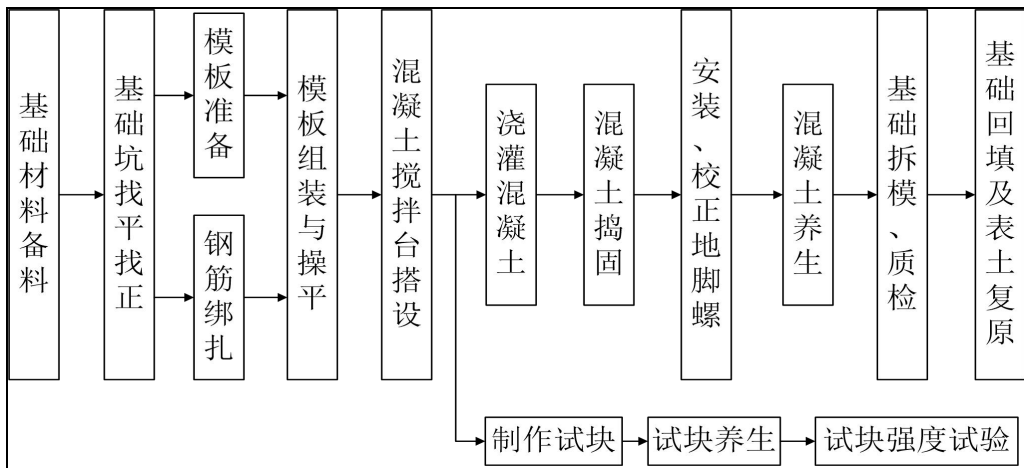 基础材料备料
基础坑找平找正
模板准备
钢筋绑扎
模板组装与操平
混凝土搅拌台搭设
浇灌混凝土
混凝土捣固
安装、校正地脚螺
混凝土养生
基础拆模、质检
基础回填及表土复原
制作试块
试块养生
试块强度试验